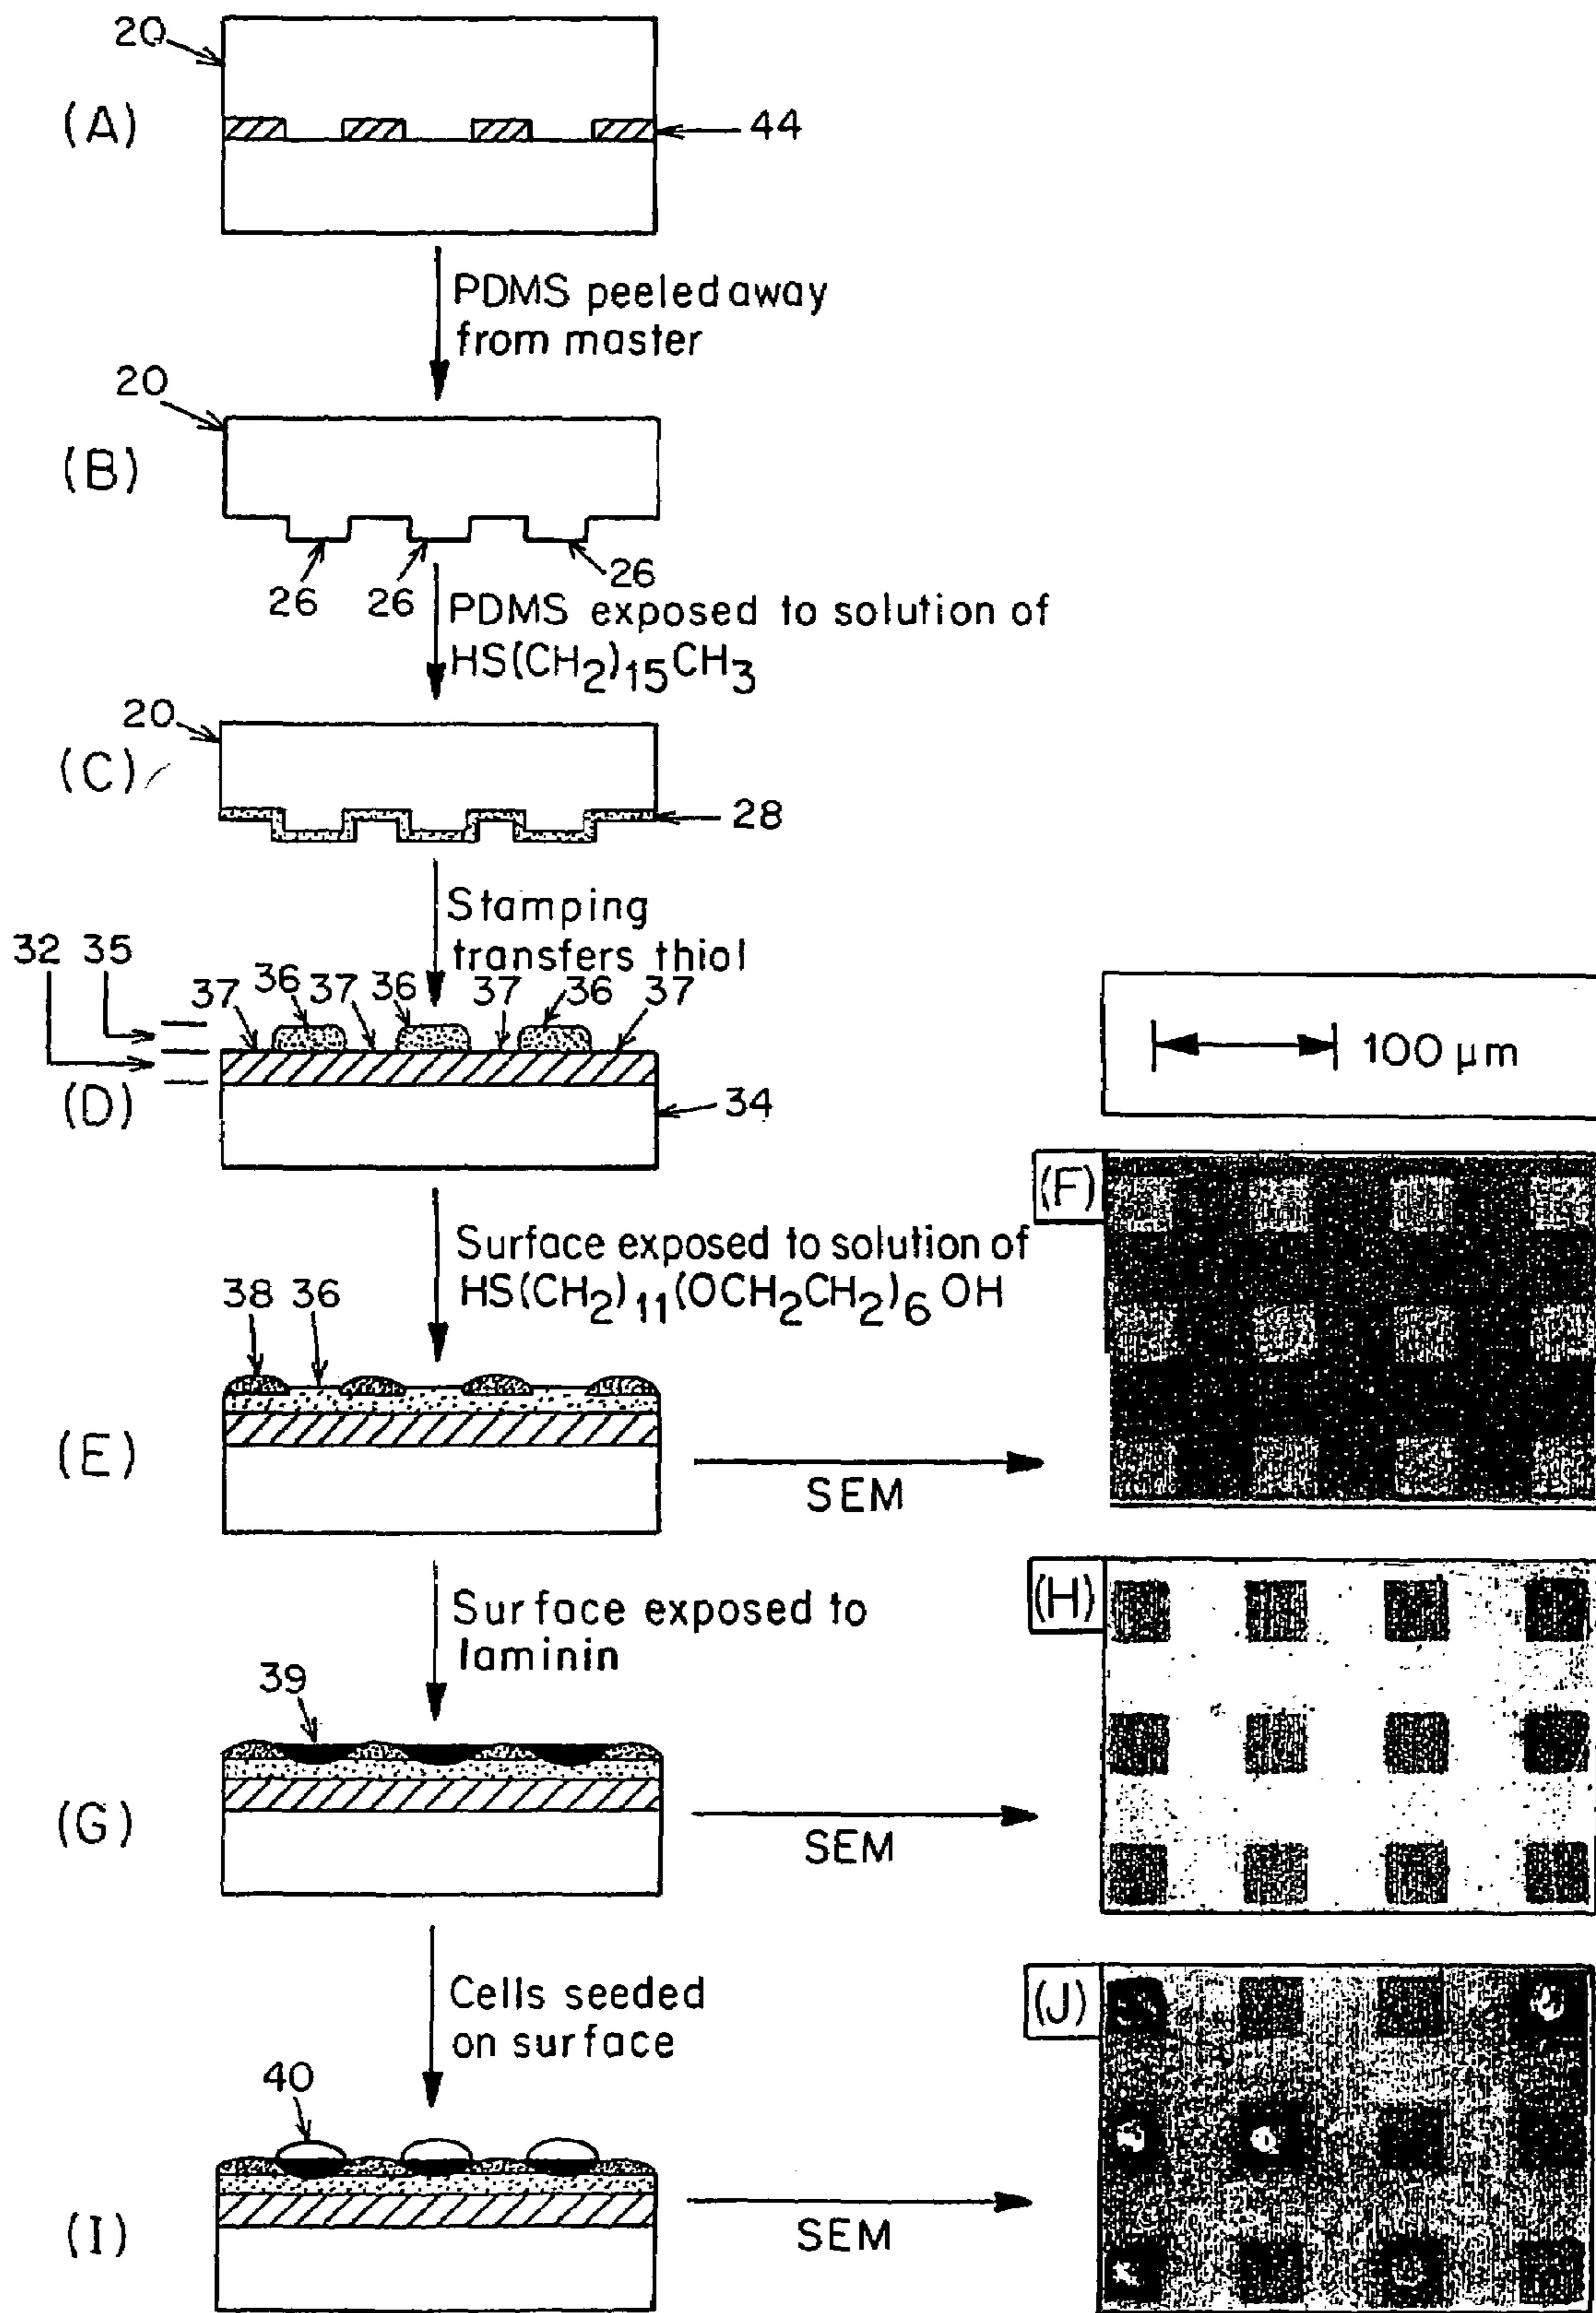 20
(A)
44
PDMS peeled away
from master
20
(B)
26 26 26
PDMS exposed to solution of
HS(CH2)15CH3
20
(C)
28
Stamping
transfers thiol
32 35
37 36 37 36 37 36 37
(D)
34
100 μm
(F)
Surface exposed to solution of
HS(CH2)11(OCH2CH2)6OH
38 36
(E)
SEM
(H)
Surface exposed to
laminin
39
(G)
SEM
(J)
Cells seeded
on surface
40
(I)
SEM